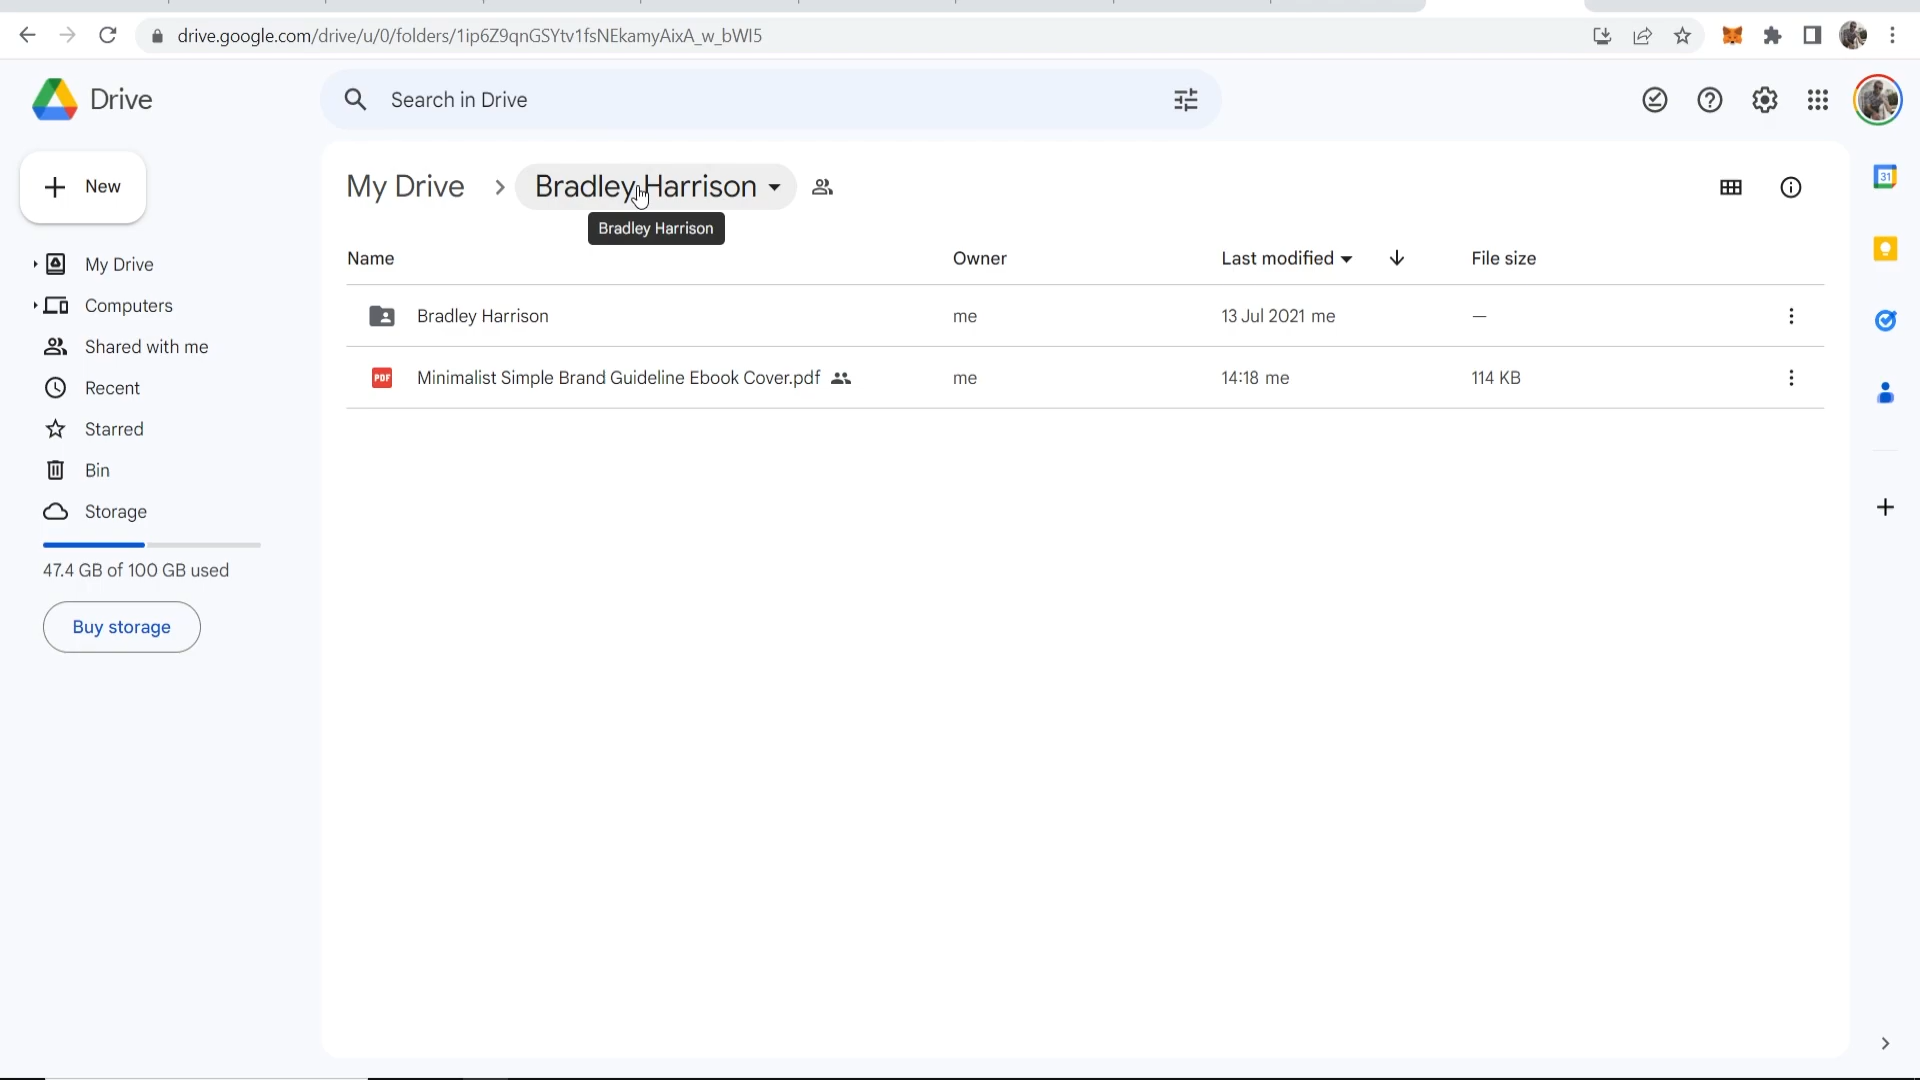 drive.google.com/drive/u/0/folders/1ip6Z9qnGSYtv1fsNEkamyAixA_w_bWI5
Drive
Search in Drive
New
My Drive
Computers
Shared with me
Recent
Starred
Bin
Storage
47.4 GB of 100 GB used
Buy storage
My Drive > Bradley Harrison
Bradley Harrison
Name Owner Last modified File size
Bradley Harrison me 13 Jul 2021 me —
PDF Minimalist Simple Brand Guideline Ebook Cover.pdf me 14:18 me 114 KB
31